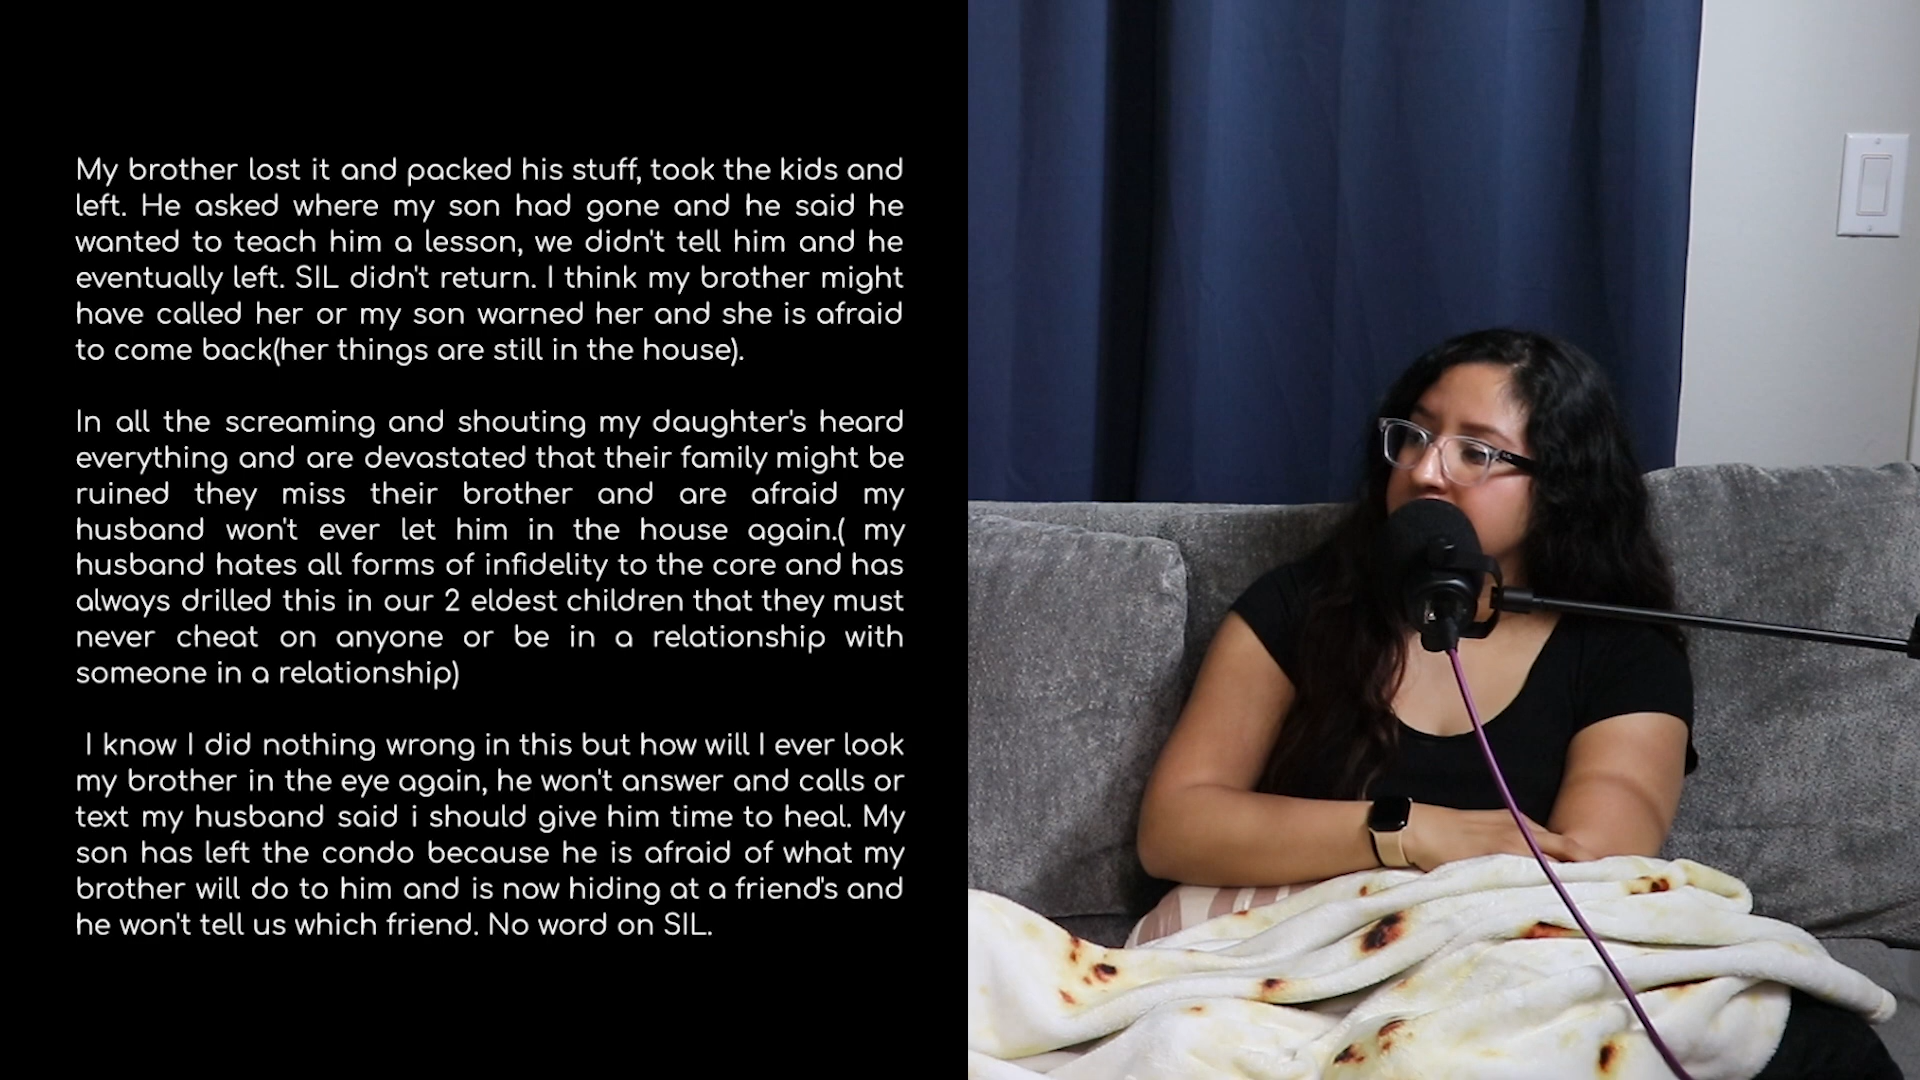 My brother lost it and packed his stuff, took the kids and
left. He asked where my son had gone and he said he
wanted to teach him a lesson, we didn't tell him and he
eventually left. SIL didn't return. I think my brother might
have called her or my son warned her and she is afraid
to come back(her things are still in the house).
In all the screaming and shouting my daughter's heard
everything and are devastated that their family might be
ruined they miss their brother and are afraid my
husband won't ever let him in the house again.( my
husband hates all forms of infidelity to the core and has
always drilled this in our 2 eldest children that they must
never cheat on anyone or be in a relationship with
someone in a relationship)
I know I did nothing wrong in this but how will I ever look
my brother in the eye again, he won't answer and calls or
text my husband said i should give him time to heal. My
son has left the condo because he is afraid of what my
brother will do to him and is now hiding at a friend's and
he won't tell us which friend. No word on SIL.